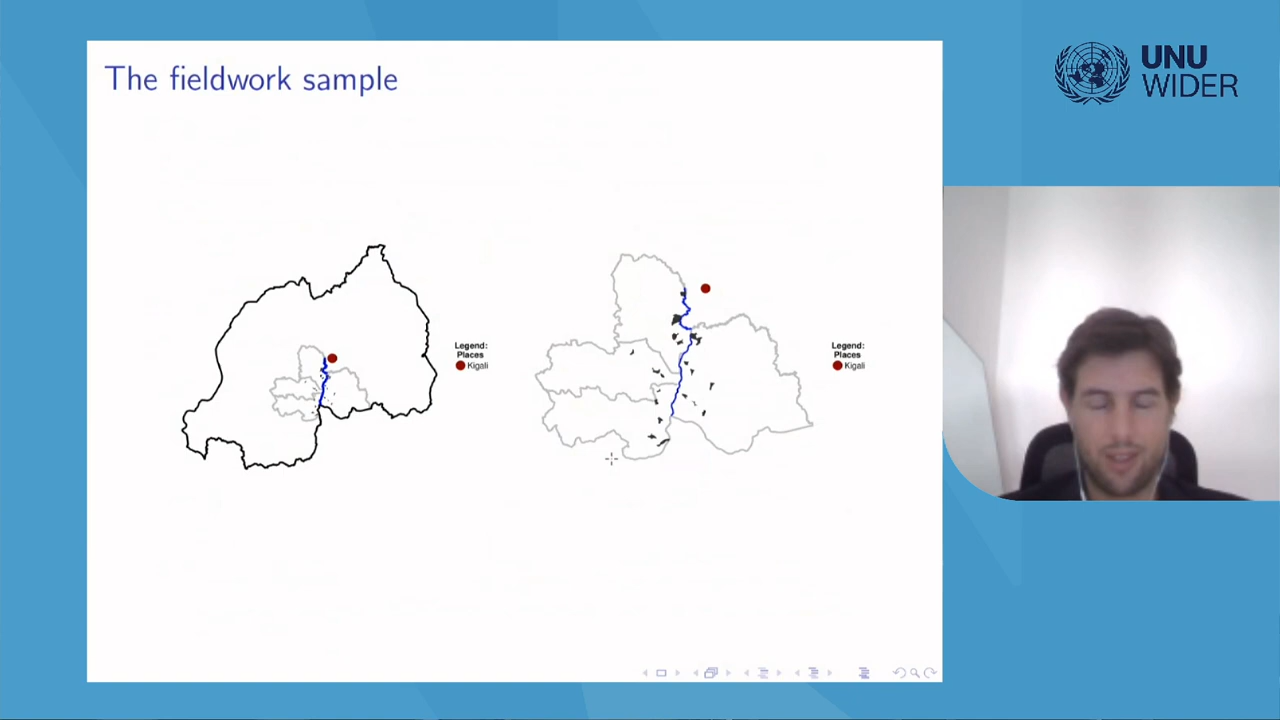 The fieldwork sample
Legend:
Places
Kigali
Legend:
Places
Kigali
UNU
WIDER